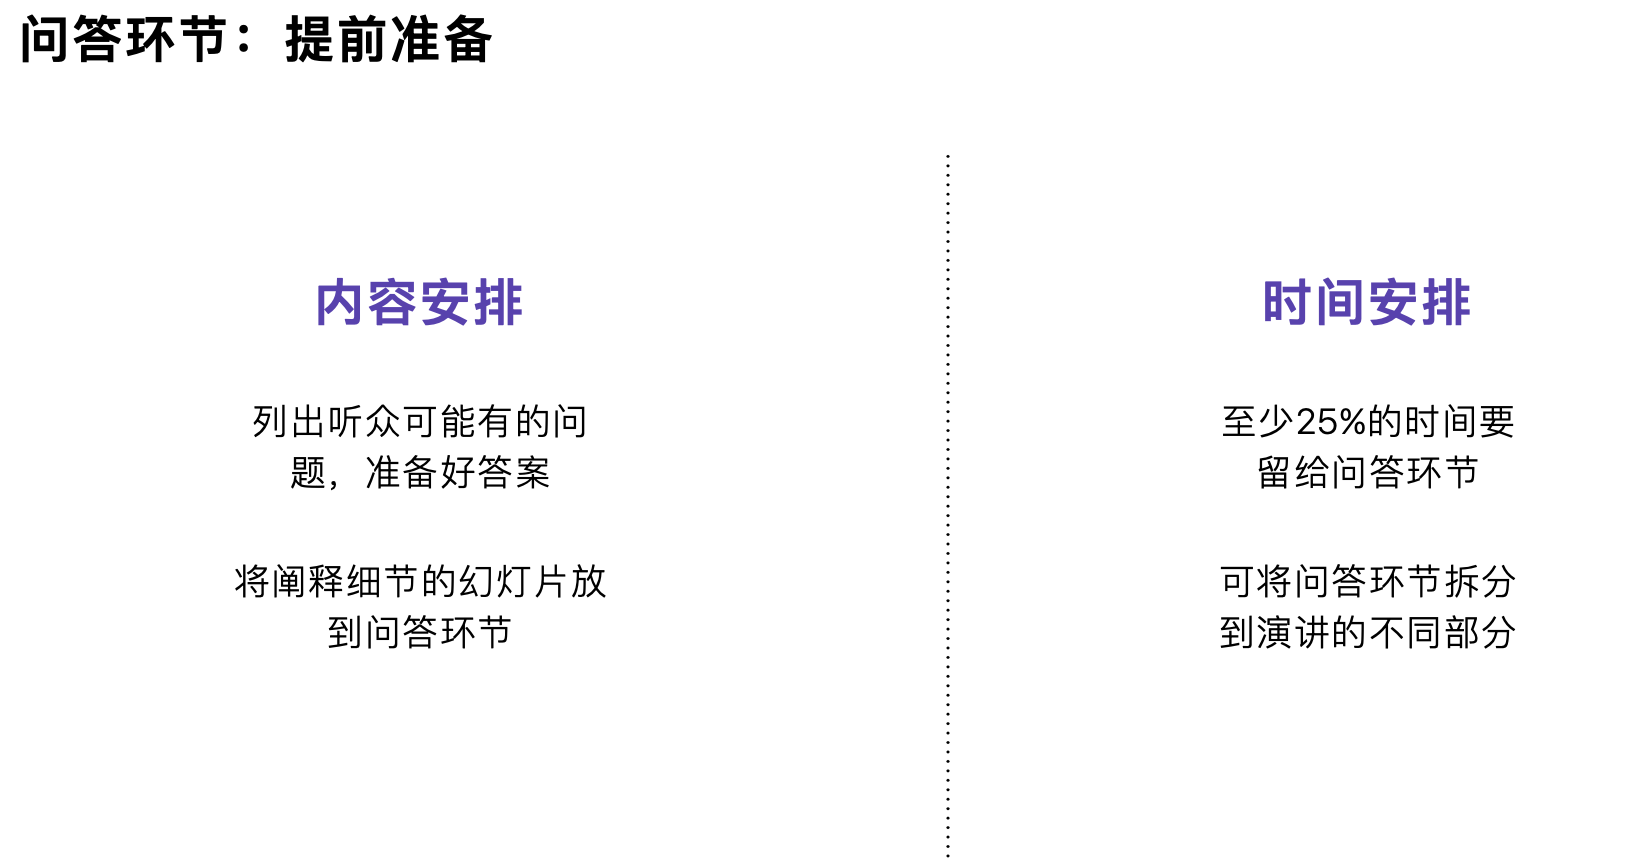 问答环节：提前准备
内容安排
列出听众可能有的问
题，准备好答案
将阐释细节的幻灯片放
到问答环节
时间安排
至少25%的时间要
留给问答环节
可将问答环节拆分
到演讲的不同部分